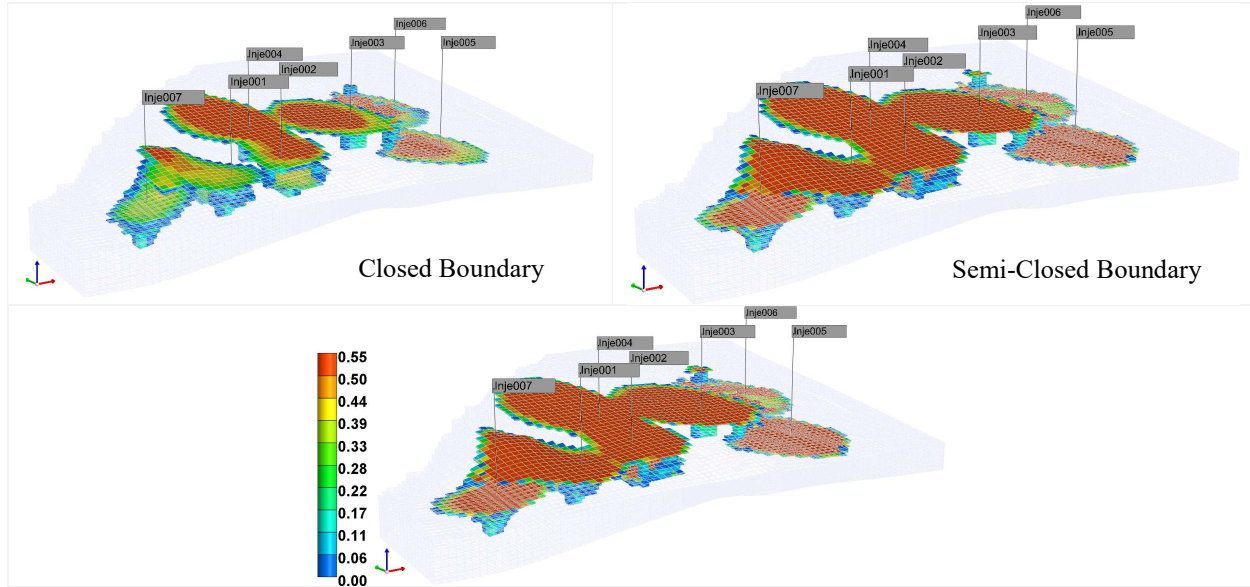 Inje006
Inje004
Inje003
Inje005
Inje002
Inje001
Inje007
Closed Boundary
Inje006
Inje003
Inje005
Inje004
Inje002
Inje001
Inje007
Semi-Closed Boundary
Inje006
Inje003
Inje005
Inje004
Inje002
Inje001
Inje007
0.55
0.50
0.44
0.39
0.33
0.28
0.22
0.17
0.11
0.06
0.00